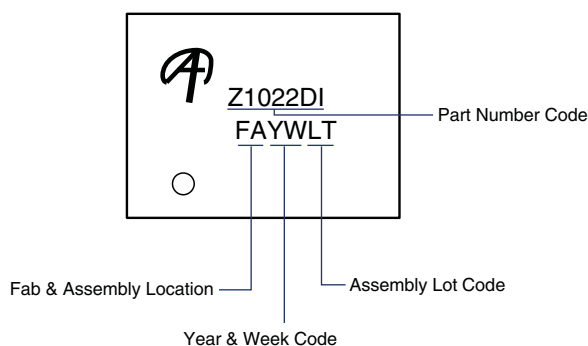 Z1022DI
Part Number Code
FAYWLT
Fab & Assembly Location
Assembly Lot Code
Year & Week Code